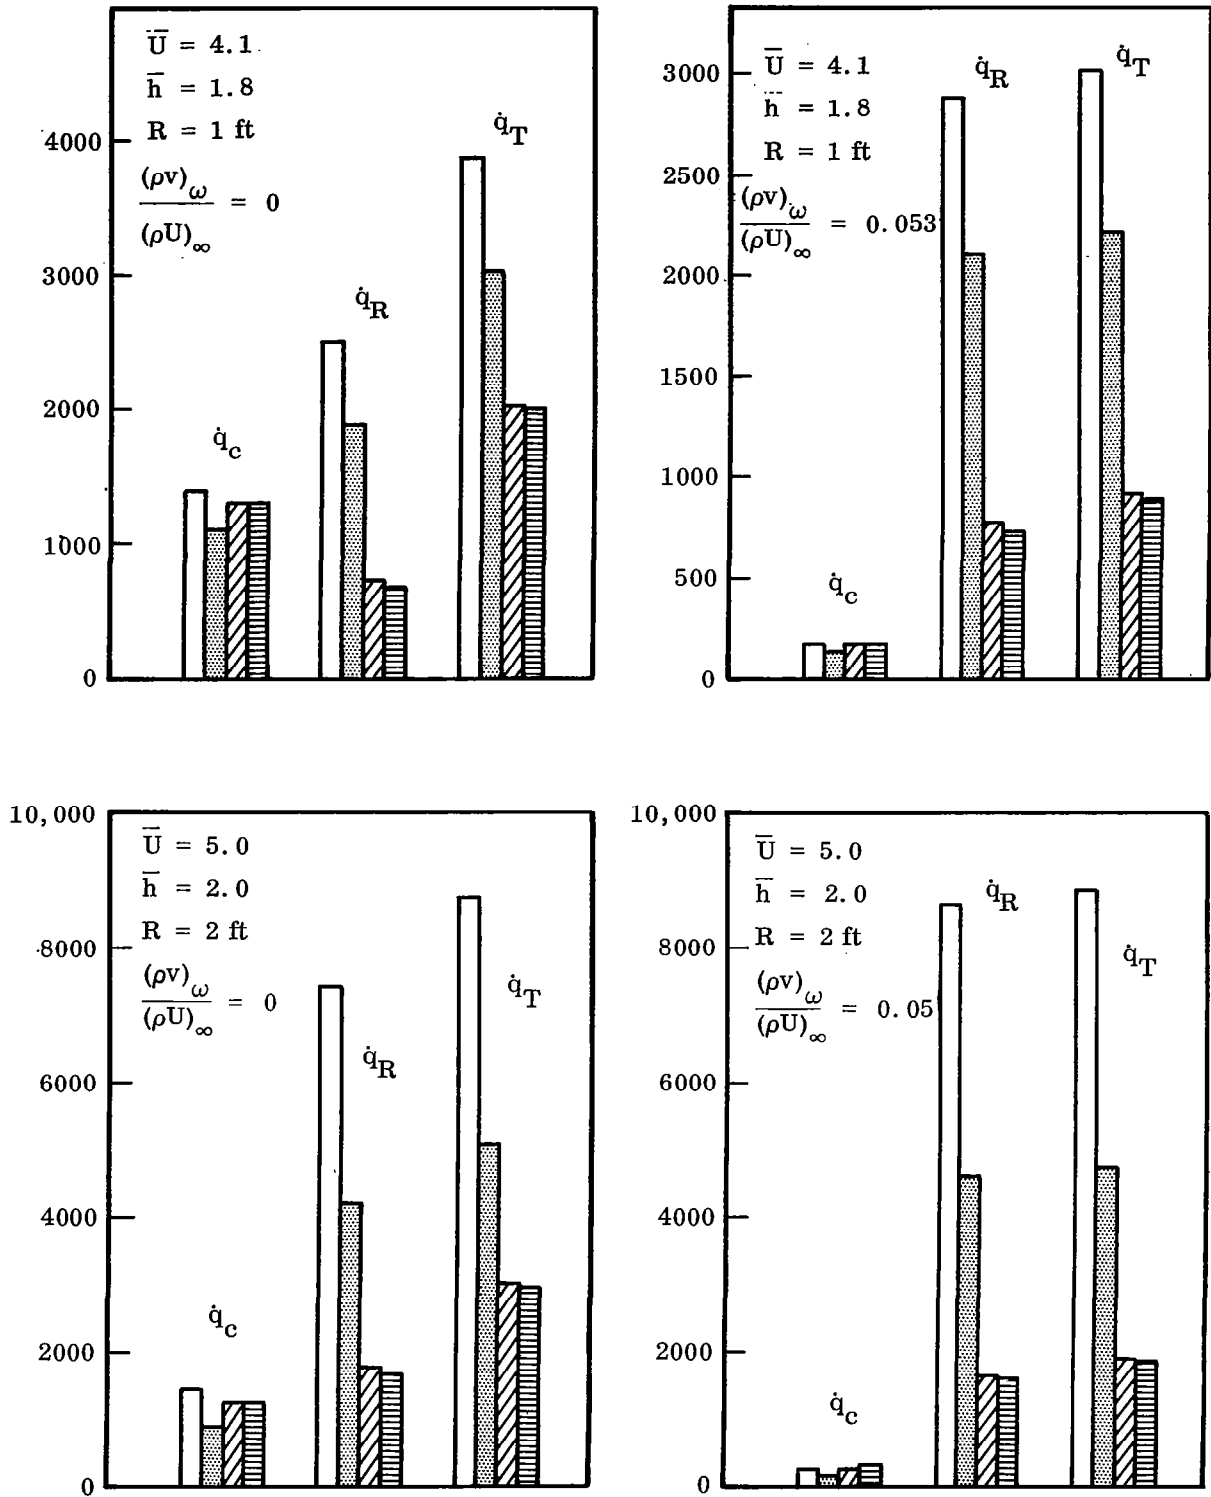 U̅ = 4.1
h̅ = 1.8
R = 1 ft
(ρv)ω
(ρU)∞ = 0
4000
3000
2000
1000
0
q̇c
q̇R
q̇T
U̅ = 4.1
h̅ = 1.8
R = 1 ft
(ρv)ω
(ρU)∞ = 0.053
3000
2500
2000
1500
1000
500
0
q̇c
q̇R
q̇T
U̅ = 5.0
h̅ = 2.0
R = 2 ft
(ρv)ω
(ρU)∞ = 0
10,000
8000
6000
4000
2000
0
q̇c
q̇R
q̇T
U̅ = 5.0
h̅ = 2.0
R = 2 ft
(ρv)ω
(ρU)∞ = 0.05
10,000
8000
6000
4000
2000
0
q̇c
q̇R
q̇T